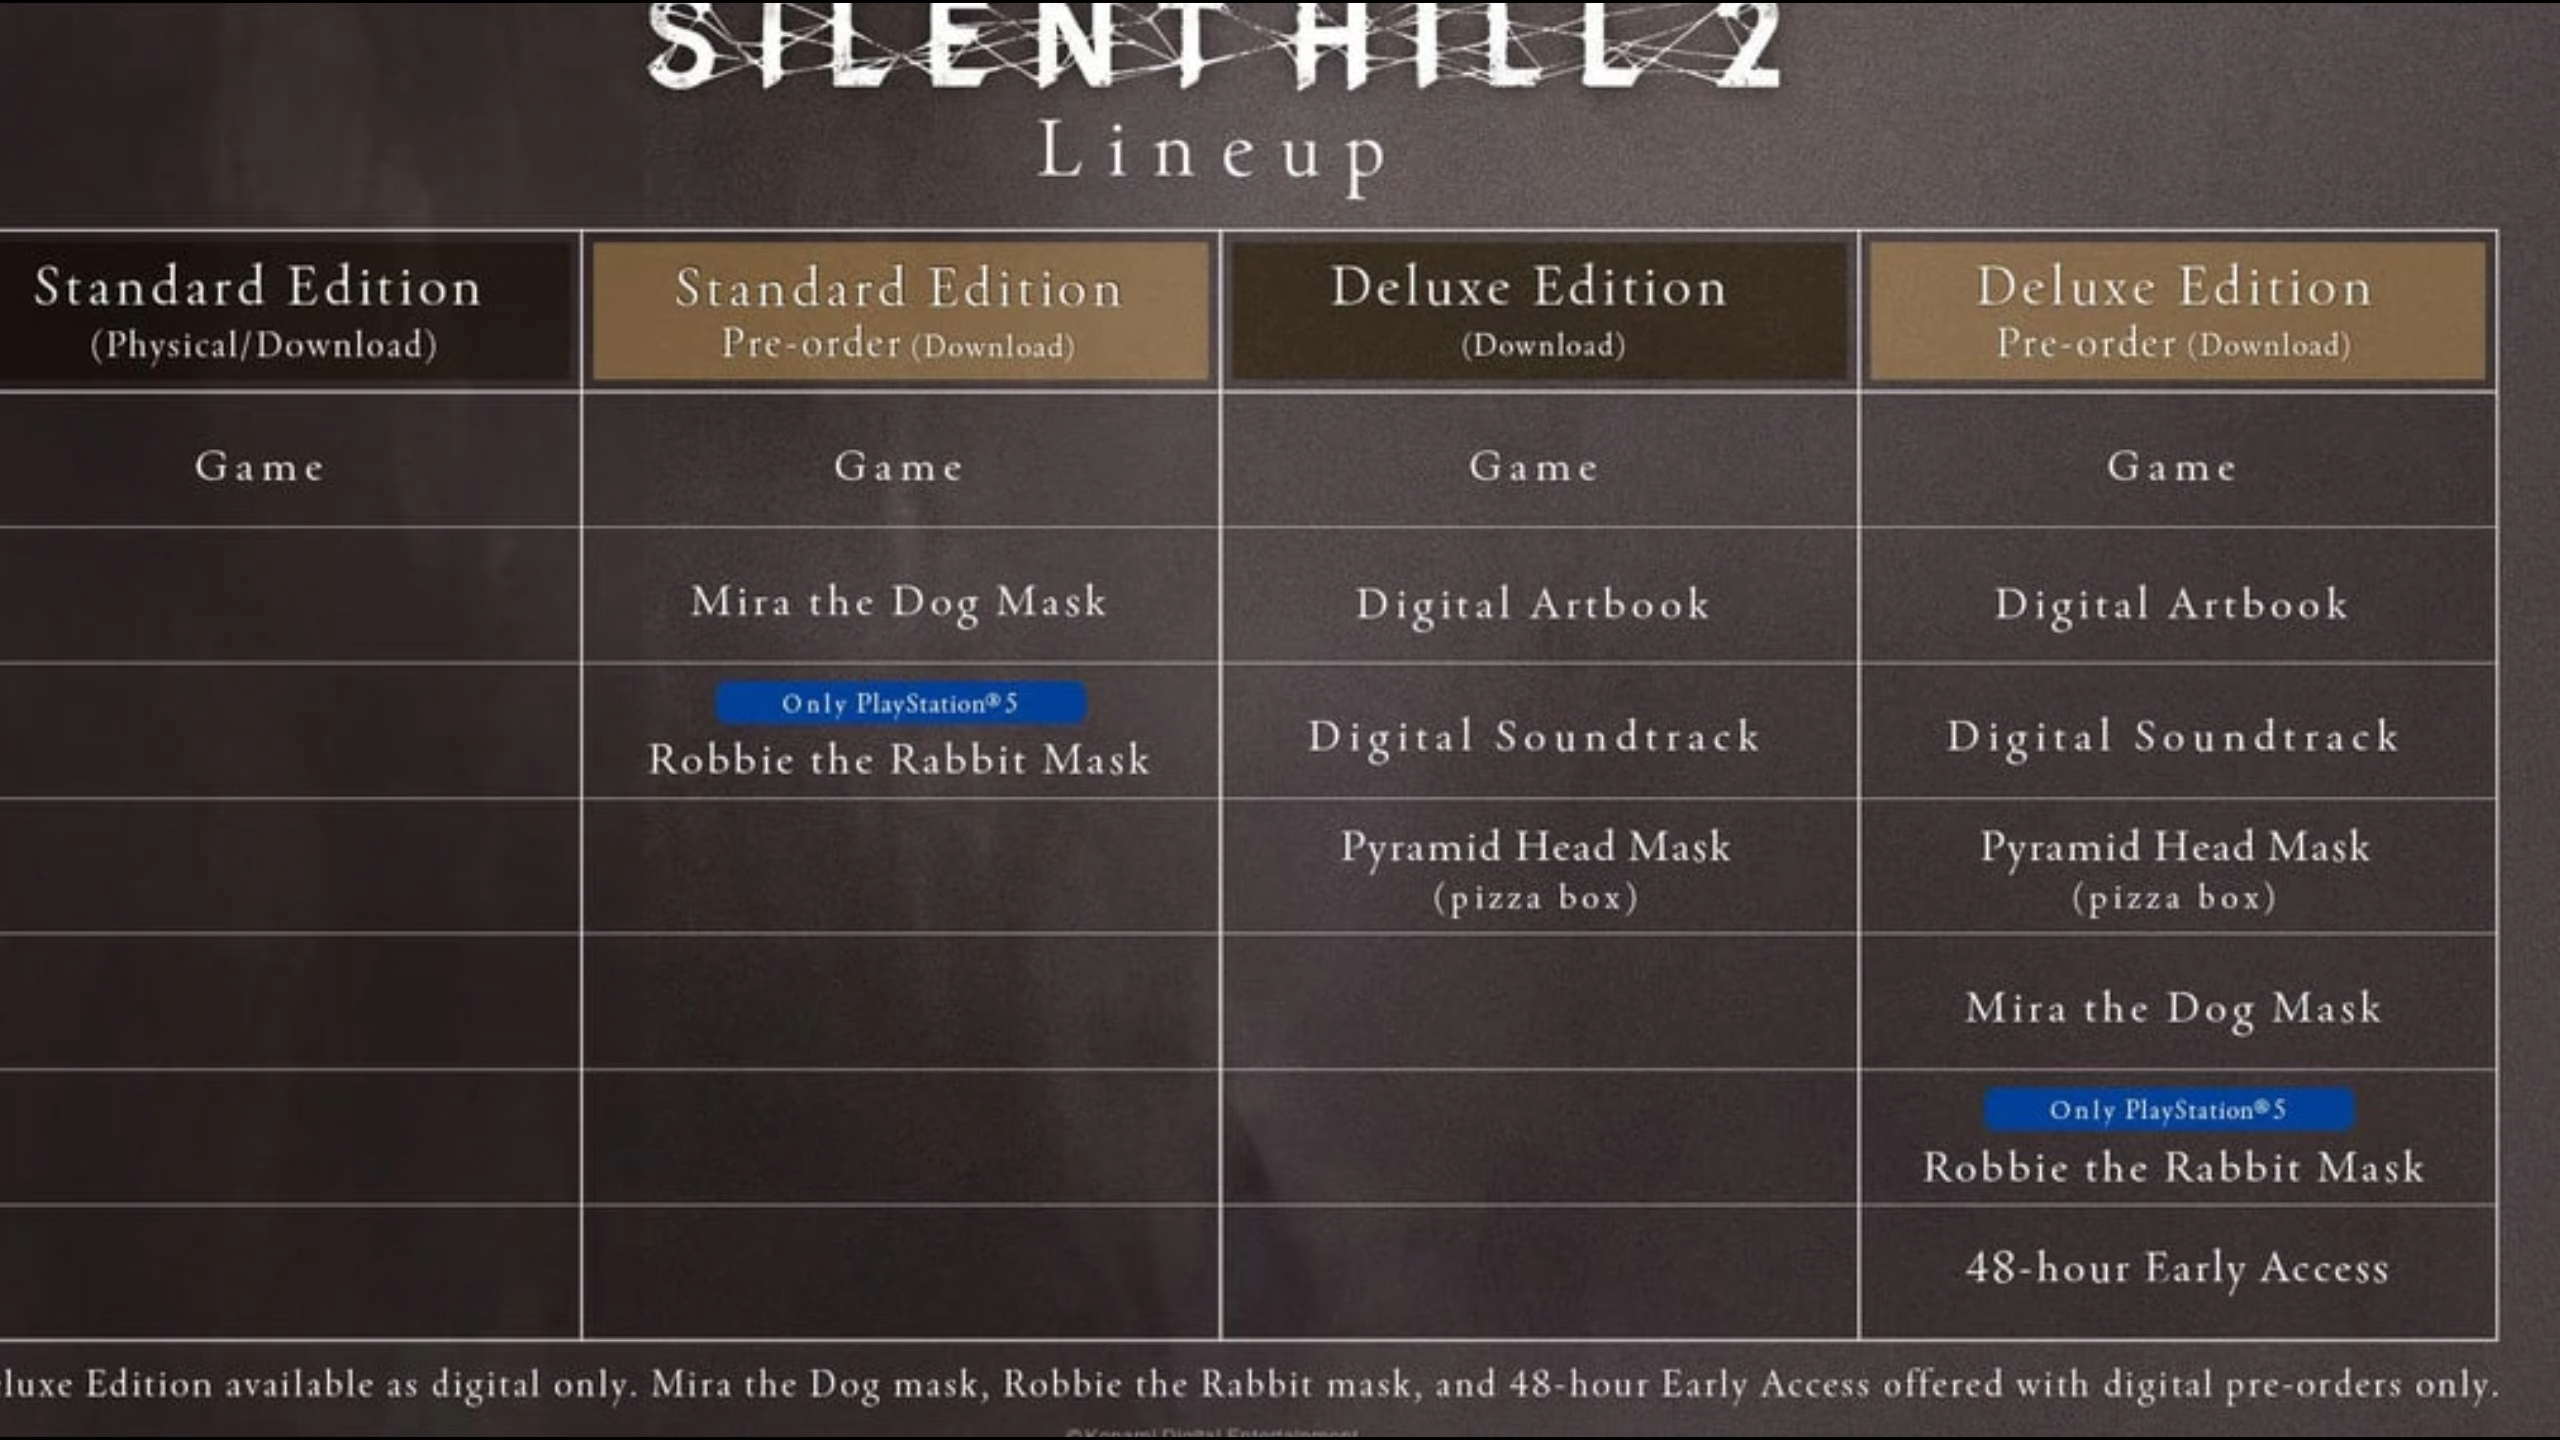 SILENT HILL 2
Lineup
Standard Edition
(Physical/Download)
Standard Edition
Pre-order (Download)
Deluxe Edition
(Download)
Deluxe Edition
Pre-order (Download)
Game
Game
Game
Game
Mira the Dog Mask
Digital Artbook
Digital Artbook
Only PlayStation®5
Robbie the Rabbit Mask
Digital Soundtrack
Digital Soundtrack
Pyramid Head Mask
(pizza box)
Pyramid Head Mask
(pizza box)
Mira the Dog Mask
Only PlayStation®5
Robbie the Rabbit Mask
48-hour Early Access
luxe Edition available as digital only. Mira the Dog mask, Robbie the Rabbit mask, and 48-hour Early Access offered with digital pre-orders only.
©Konami Digital Entertainment